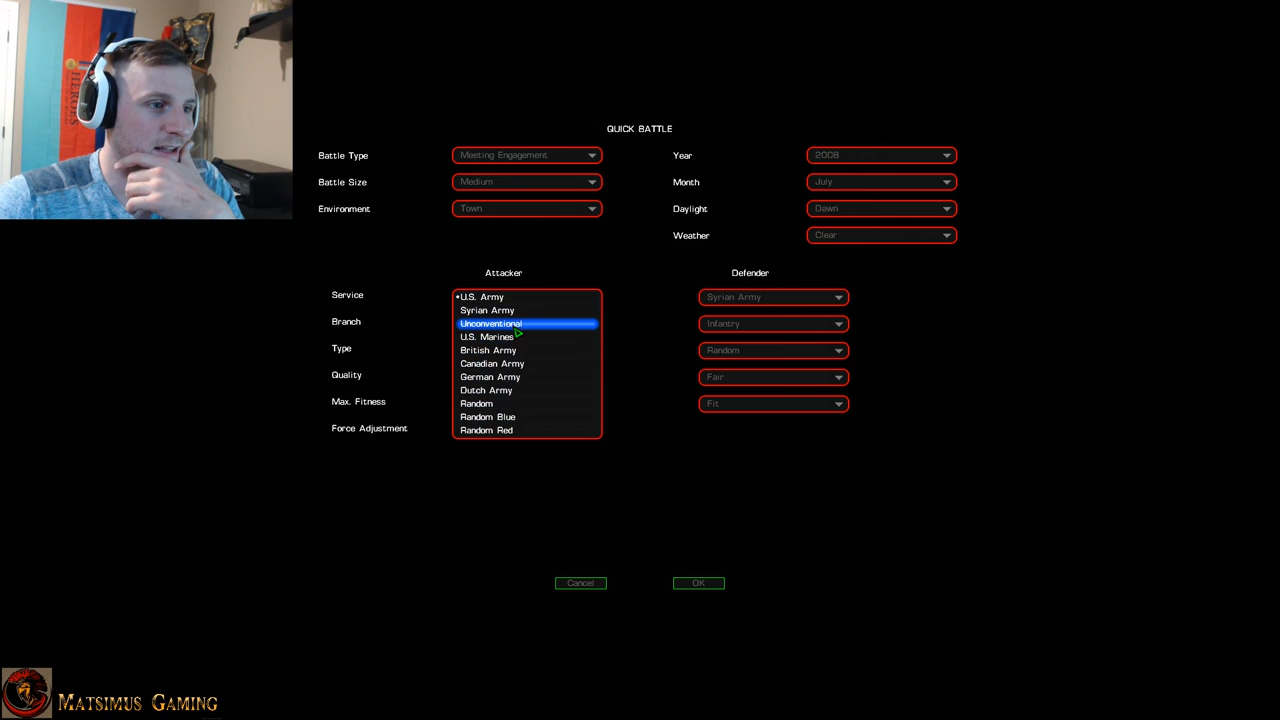 HEROES
QUICK BATTLE
Battle Type Meeting Engagement Year 2008
Battle Size Medium Month July
Environment Town Daylight Dawn
Weather Clear
Attacker Defender
Service •U.S. Army Syrian Army
Syrian Army
Branch Unconventional Infantry
U.S. Marines
Type British Army Random
Canadian Army
Quality German Army Fair
Dutch Army
Max. Fitness Random Fit
Random Blue
Force Adjustment Random Red
Cancel OK
MATSIMUS GAMING